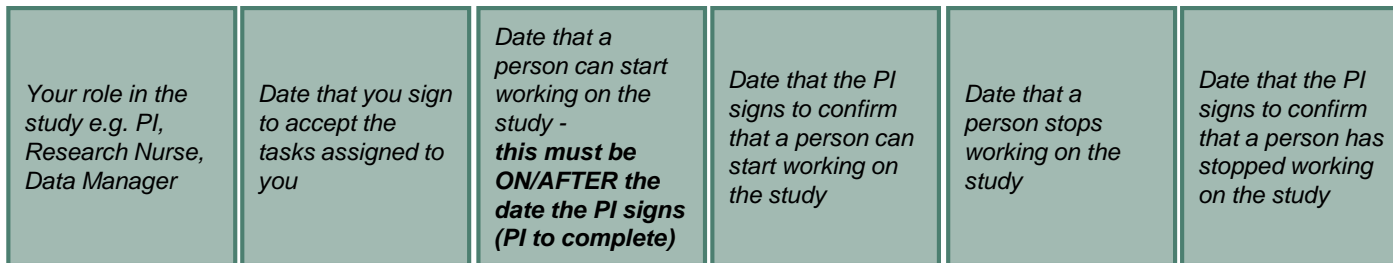 Your role in the
study e.g. PI,
Research Nurse,
Data Manager
Date that you sign
to accept the
tasks assigned to
you
Date that a
person can start
working on the
study -
this must be
ON/AFTER the
date the PI signs
(PI to complete)
Date that the PI
signs to confirm
that a person can
start working on
the study
Date that a
person stops
working on the
study
Date that the PI
signs to confirm
that a person has
stopped working
on the study